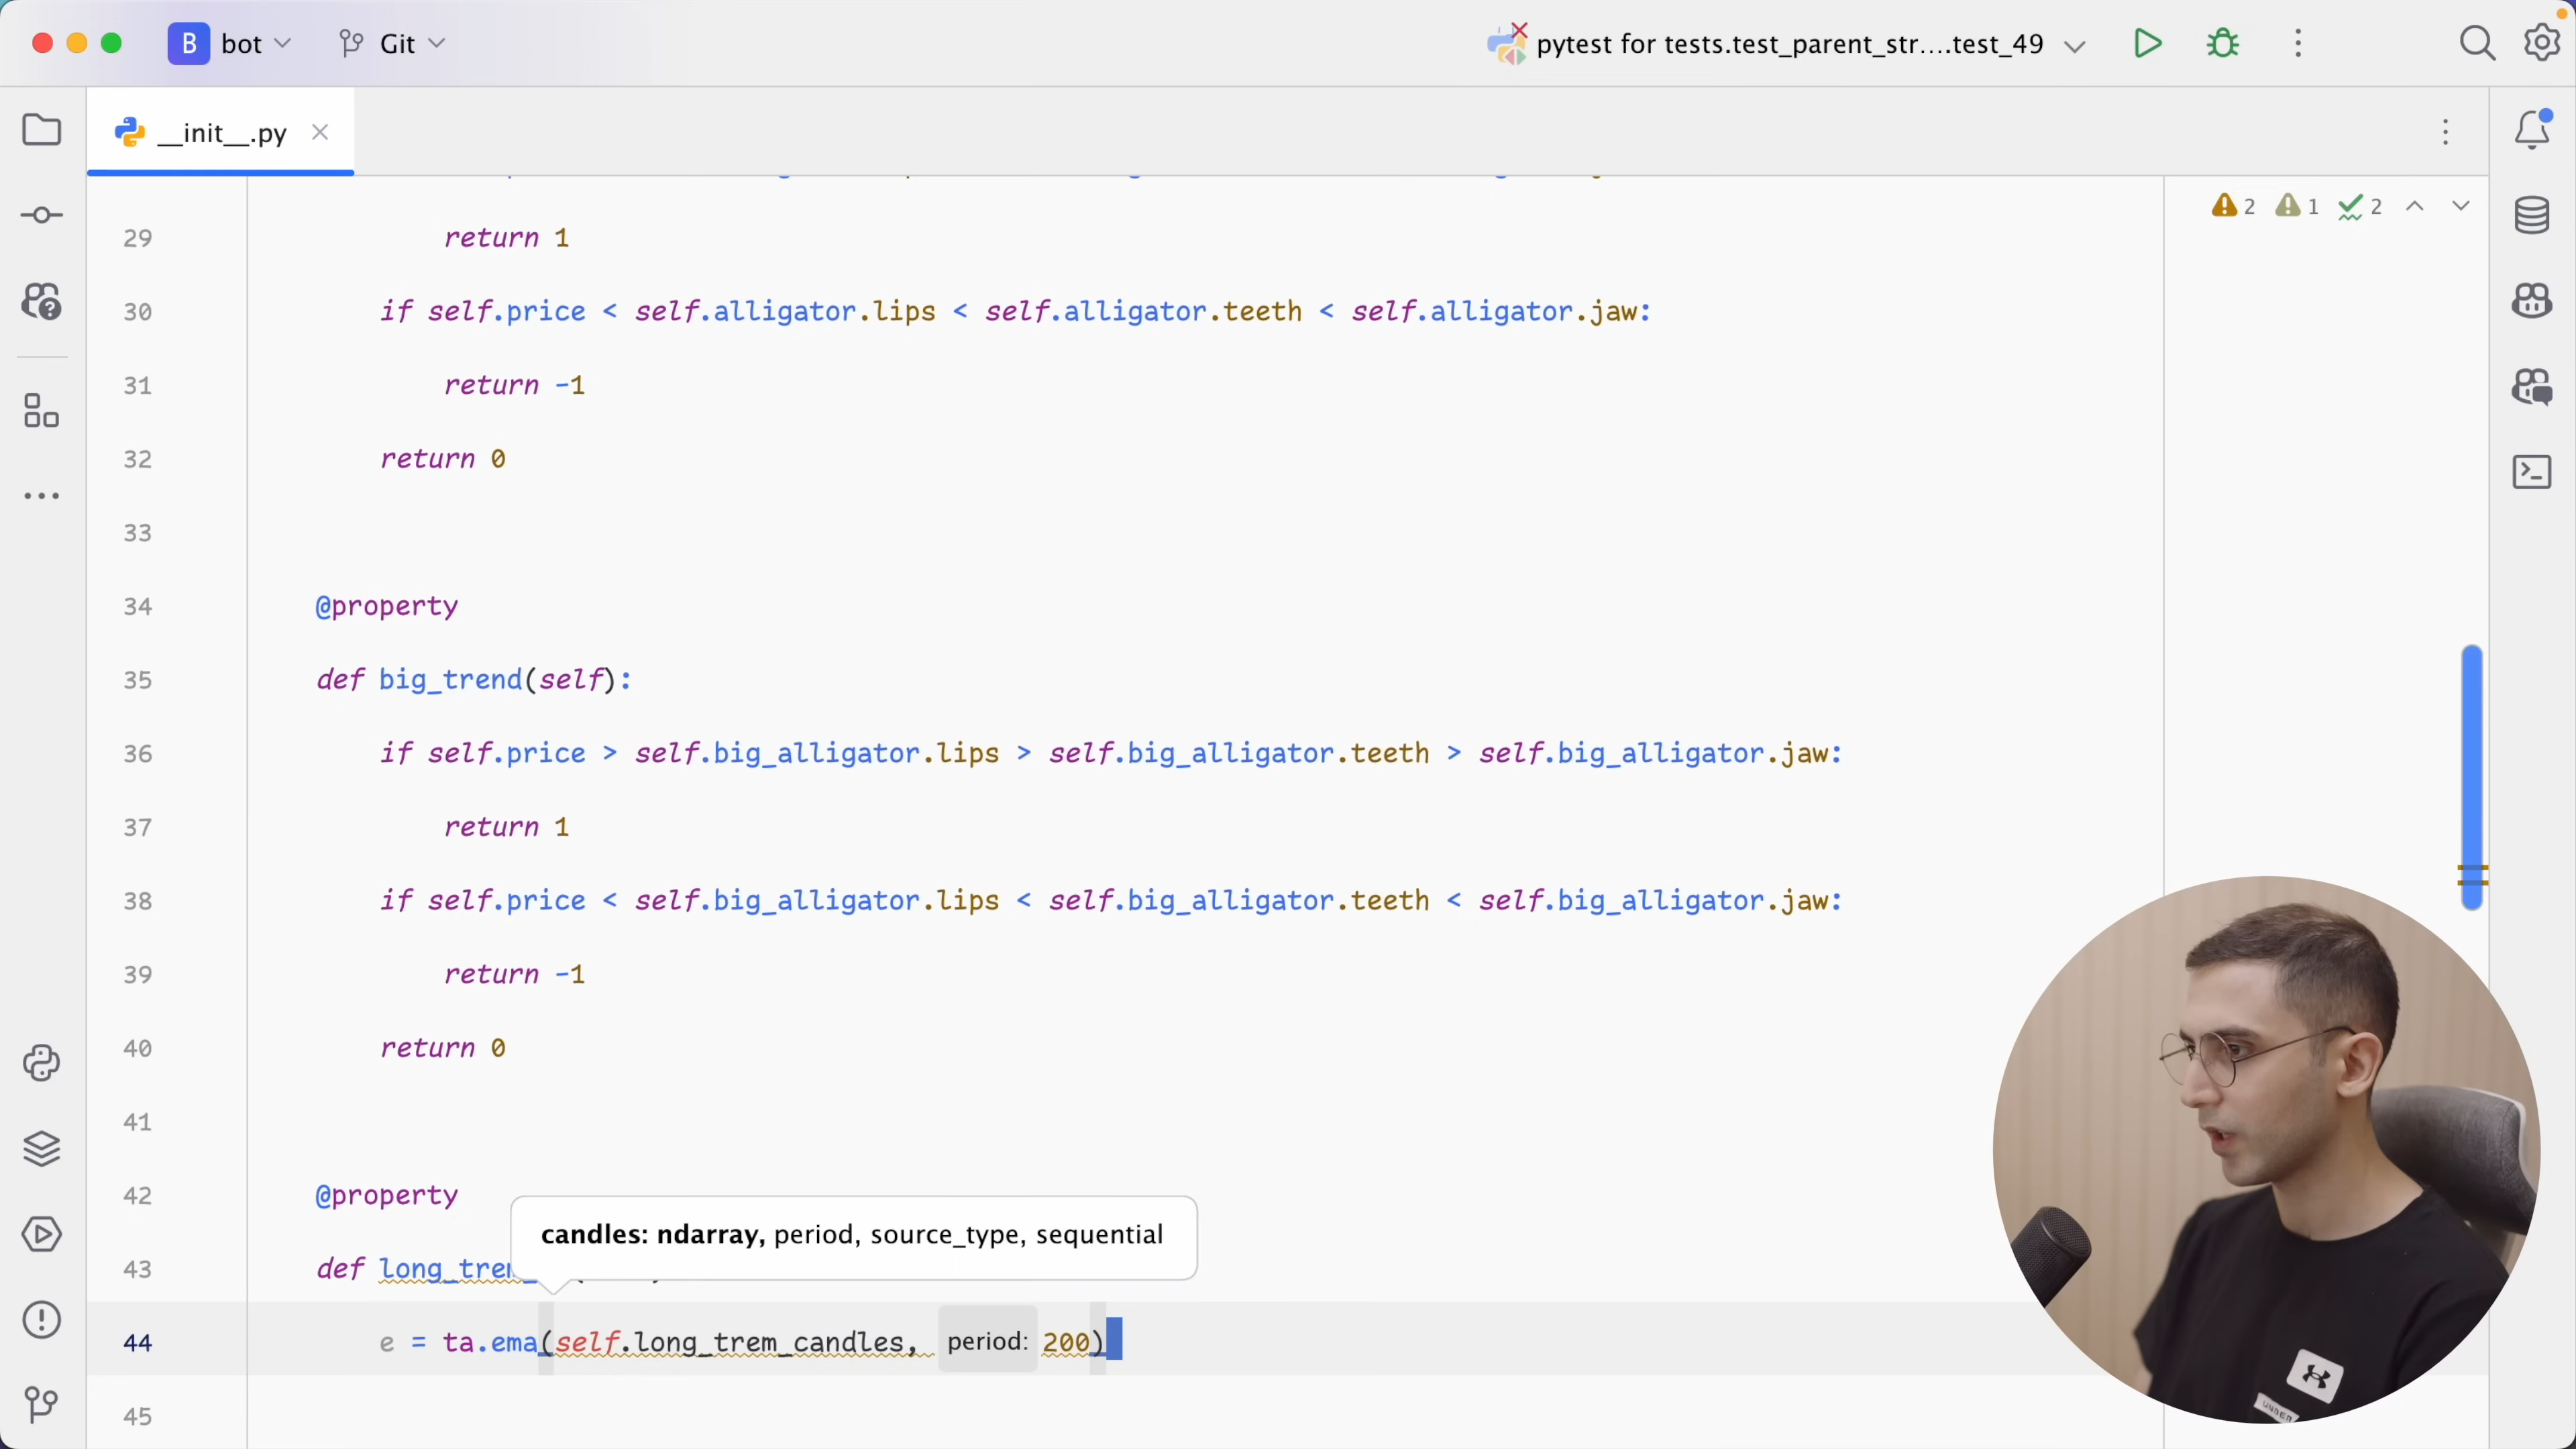 B bot Git pytest for tests.test_parent_str....test_49
__init__.py
2 1 2
29 return 1
30 if self.price < self.alligator.lips < self.alligator.teeth < self.alligator.jaw:
31 return -1
32 return 0
33
34 @property
35 def big_trend(self):
36 if self.price > self.big_alligator.lips > self.big_alligator.teeth > self.big_alligator.jaw:
37 return 1
38 if self.price < self.big_alligator.lips < self.big_alligator.teeth < self.big_alligator.jaw:
39 return -1
40 return 0
41
42 @property
candles: ndarray, period, source_type, sequential
43 def long_tren
44 e = ta.ema(self.long_trem_candles, period: 200)
45
UNDER